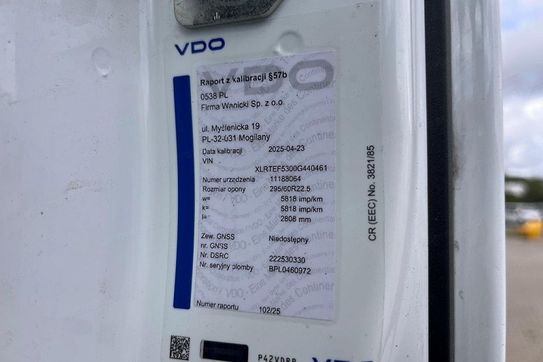 VDO
VDO
Raport z kalibracji §57b
0538 PL
Firma Wnnicki Sp. z o.o.
ul. Myślenicka 19
PL-32-031 Mogilany
Data kalibracji 2025-04-23
VIN
XLRTEF5300G440461
Numer urządzenia 11188064
Rozmiar opony 295/60R22.5
w= 5818 imp/km
k= 5818 imp/km
l= 2808 mm
Zew. GNSS Niedostępny
nr. GNSS
Nr. DSRC 222530330
Nr. seryjny plomby BPL0460972
Numer raportu 102/25
CR (EEC) No. 3821/85
VDO